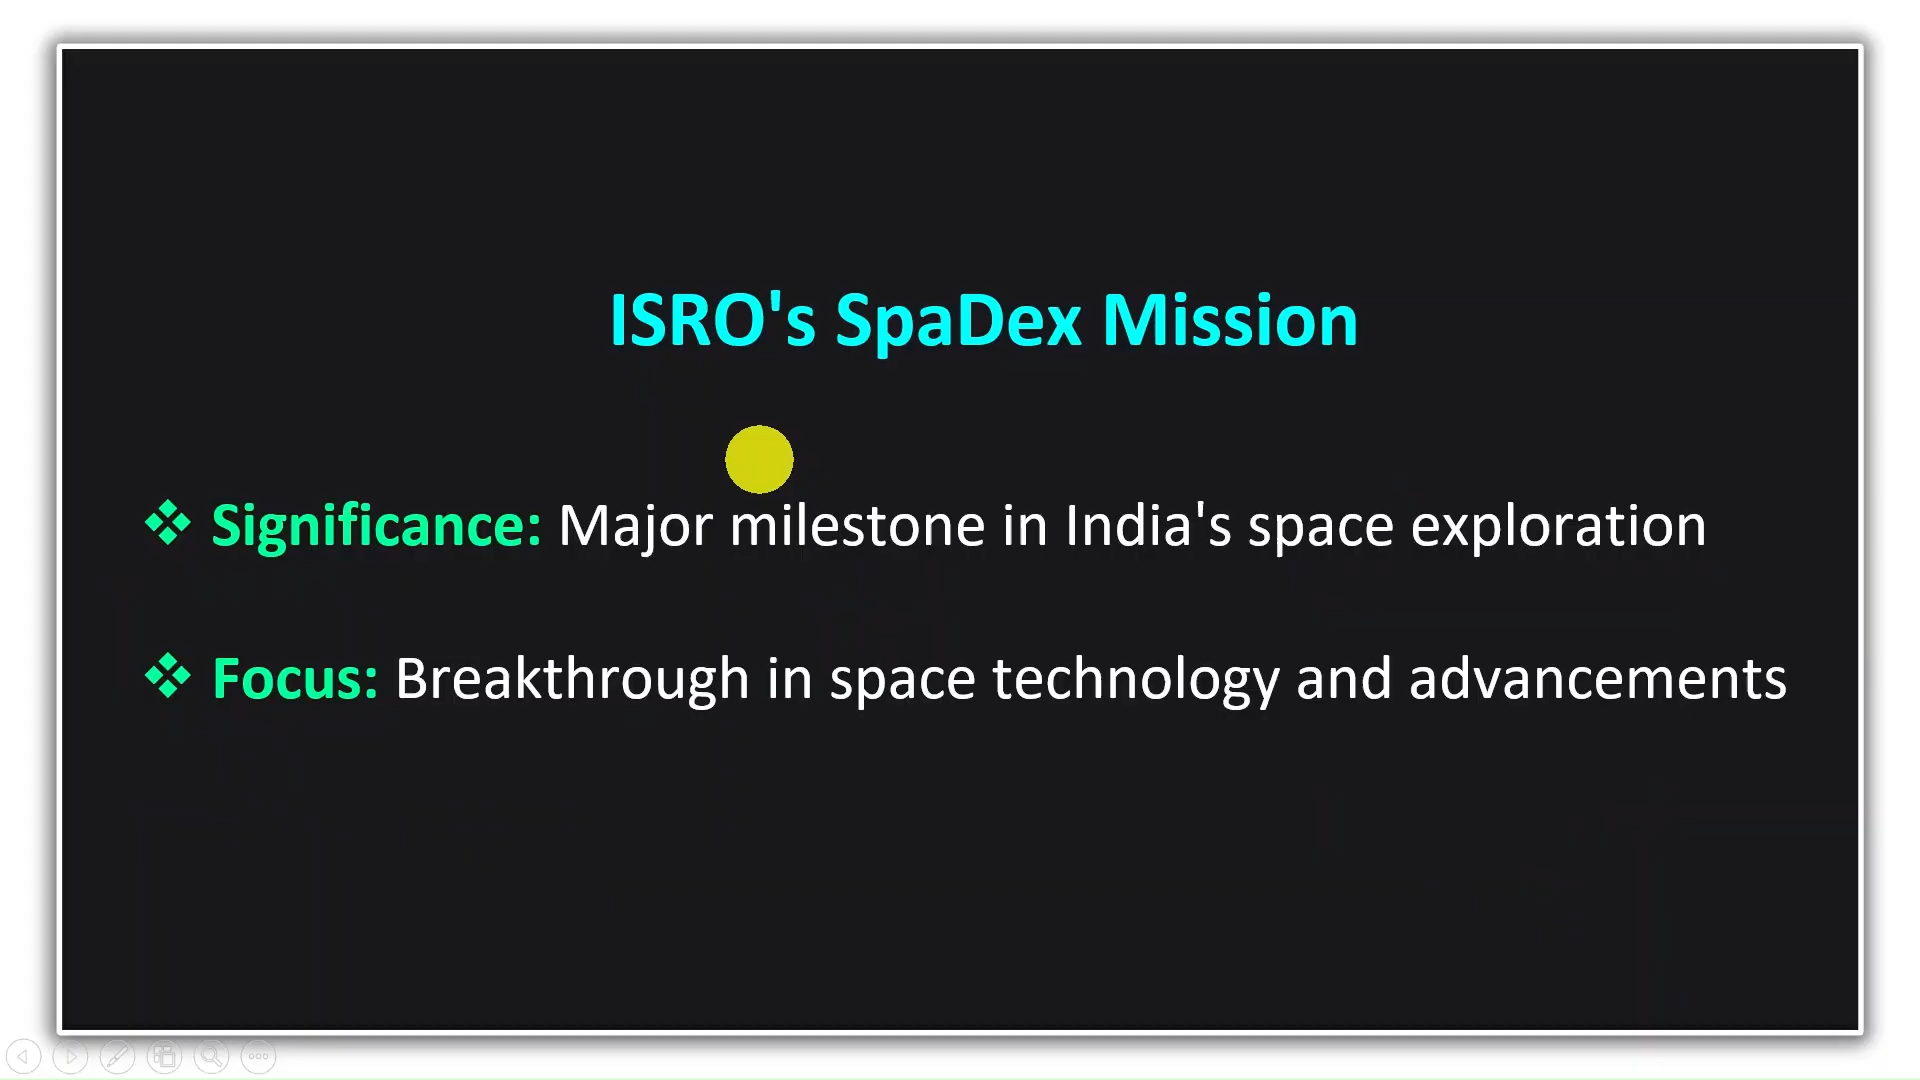 ISRO's SpaDex Mission
❖ Significance: Major milestone in India's space exploration
❖ Focus: Breakthrough in space technology and advancements